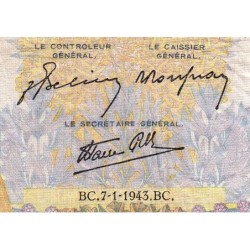 LE CONTROLEUR GÉNÉRAL,
LE CAISSIER GÉNÉRAL,
LE SECRÉTAIRE GÉNÉRAL,
BC.7-1-1943.BC.